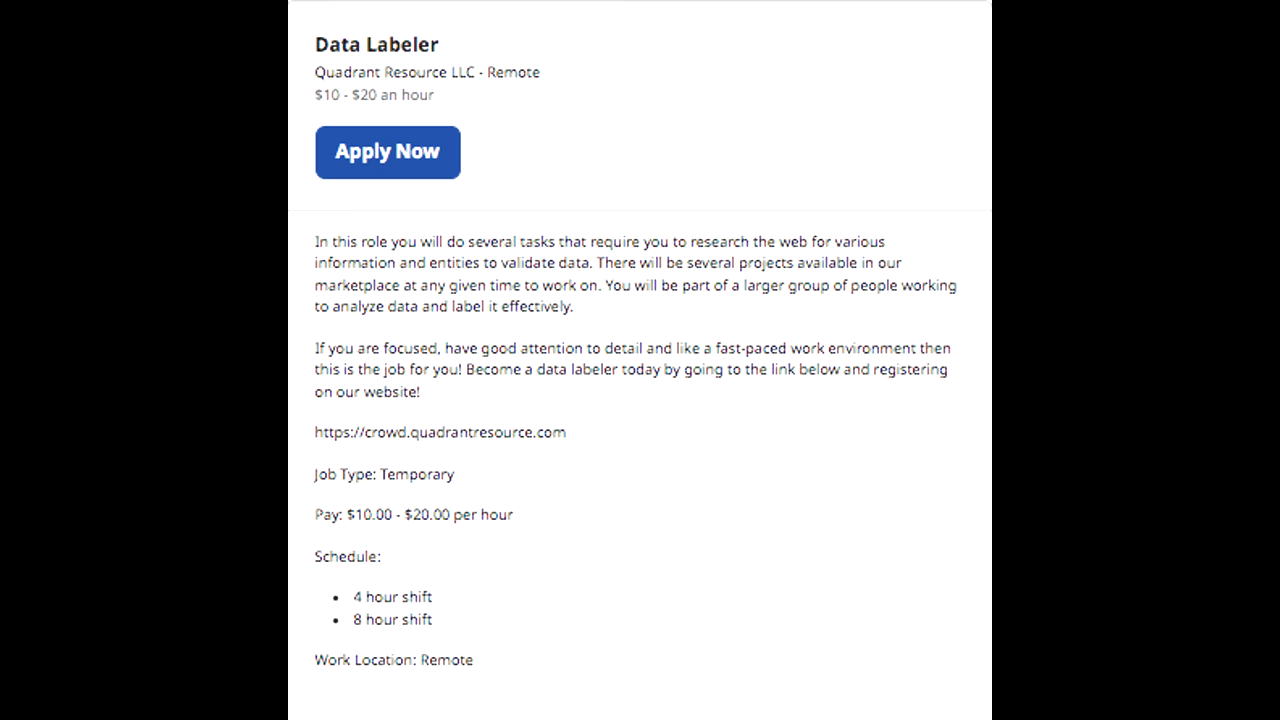 Data Labeler
Quadrant Resource LLC - Remote
$10 - $20 an hour
Apply Now
In this role you will do several tasks that require you to research the web for various
information and entities to validate data. There will be several projects available in our
marketplace at any given time to work on. You will be part of a larger group of people working
to analyze data and label it effectively.
If you are focused, have good attention to detail and like a fast-paced work environment then
this is the job for you! Become a data labeler today by going to the link below and registering
on our website!
https://crowd.quadrantresource.com
Job Type: Temporary
Pay: $10.00 - $20.00 per hour
Schedule:
• 4 hour shift
• 8 hour shift
Work Location: Remote